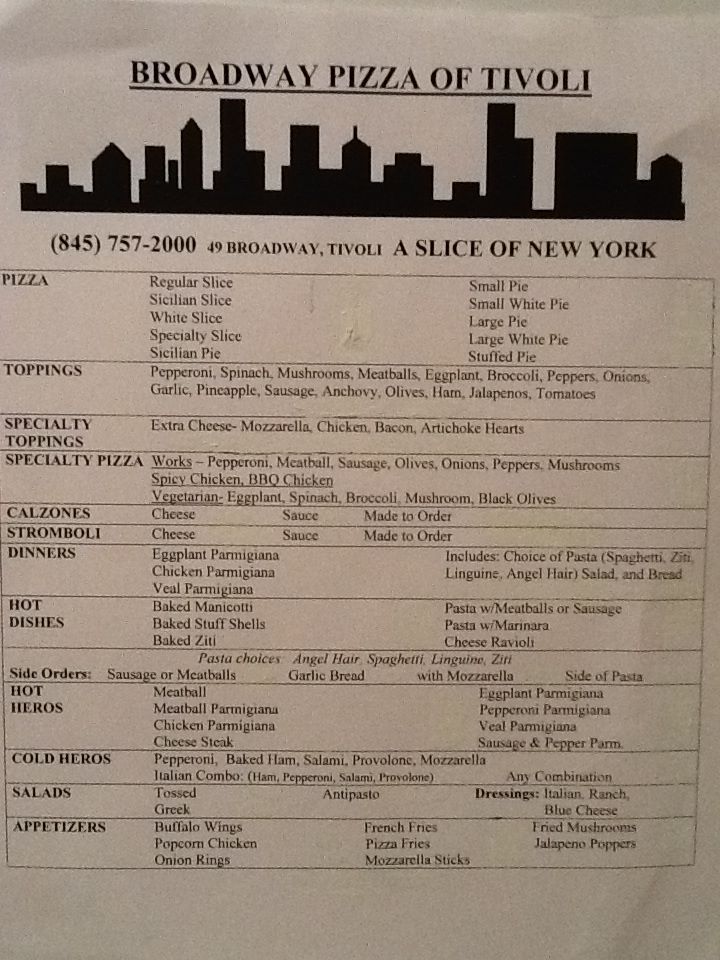 BROADWAY PIZZA OF TIVOLI
(845) 757-2000 49 BROADWAY, TIVOLI A SLICE OF NEW YORK
PIZZA Regular Slice Small Pie
Sicilian Slice Small White Pie
White Slice Large Pie
Specialty Slice Large White Pie
Sicilian Pie Stuffed Pie
TOPPINGS Pepperoni, Spinach, Mushrooms, Meatballs, Eggplant, Broccoli, Peppers, Onions,
Garlic, Pineapple, Sausage, Anchovy, Olives, Ham, Jalapenos, Tomatoes
SPECIALTY Extra Cheese- Mozzarella, Chicken, Bacon, Artichoke Hearts
TOPPINGS
SPECIALTY PIZZA Works – Pepperoni, Meatball, Sausage, Olives, Onions, Peppers, Mushrooms
Spicy Chicken, BBQ Chicken
Vegetarian- Eggplant, Spinach, Broccoli, Mushroom, Black Olives
CALZONES Cheese Sauce Made to Order
STROMBOLI Cheese Sauce Made to Order
DINNERS Eggplant Parmigiana Includes: Choice of Pasta (Spaghetti, Ziti,
Chicken Parmigiana Linguine, Angel Hair) Salad, and Bread
Veal Parmigiana
HOT Baked Manicotti Pasta w/Meatballs or Sausage
DISHES Baked Stuff Shells Pasta w/Marinara
Baked Ziti Cheese Ravioli
Pasta choices: Angel Hair, Spaghetti, Linguine, Ziti
Side Orders: Sausage or Meatballs Garlic Bread with Mozzarella Side of Pasta
HOT Meatball Eggplant Parmigiana
HEROS Meatball Parmigiana Pepperoni Parmigiana
Chicken Parmigiana Veal Parmigiana
Cheese Steak Sausage & Pepper Parm.
COLD HEROS Pepperoni, Baked Ham, Salami, Provolone, Mozzarella
Italian Combo: (Ham, Pepperoni, Salami, Provolone) Any Combination
SALADS Tossed Antipasto Dressings: Italian, Ranch,
Greek Blue Cheese
APPETIZERS Buffalo Wings French Fries Fried Mushrooms
Popcorn Chicken Pizza Fries Jalapeno Poppers
Onion Rings Mozzarella Sticks